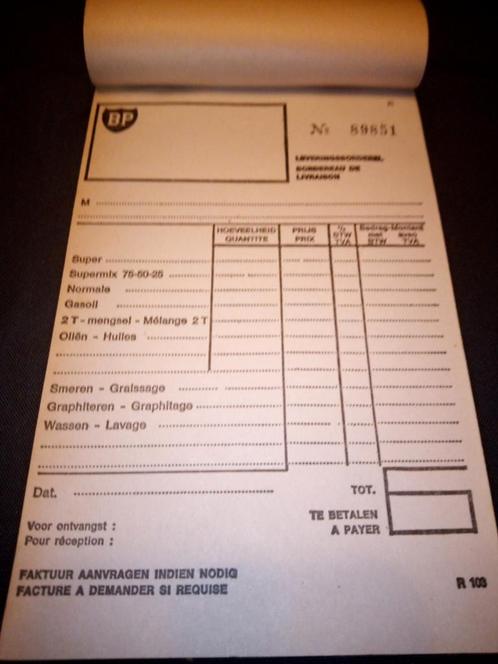 BP
No 89851
LEVERINGSBORDEREL
BORDEREAU DE
LIVRAISON
M
HOEVEELHEID
QUANTITE
PRIJS
PRIX
% BTW TVA
Bedrag-Montant
met avec
BTW TVA
Super
Supermix 75-50-25
Normale
Gasoil
2 T - mengsel - Mélange 2 T
Oliën - Huiles
Smeren - Graissage
Graphiteren - Graphitage
Wassen - Lavage
Dat.
TOT.
TE BETALEN
A PAYER
Voor ontvangst :
Pour réception :
FAKTUUR AANVRAGEN INDIEN NODIG
FACTURE A DEMANDER SI REQUISE
R 103